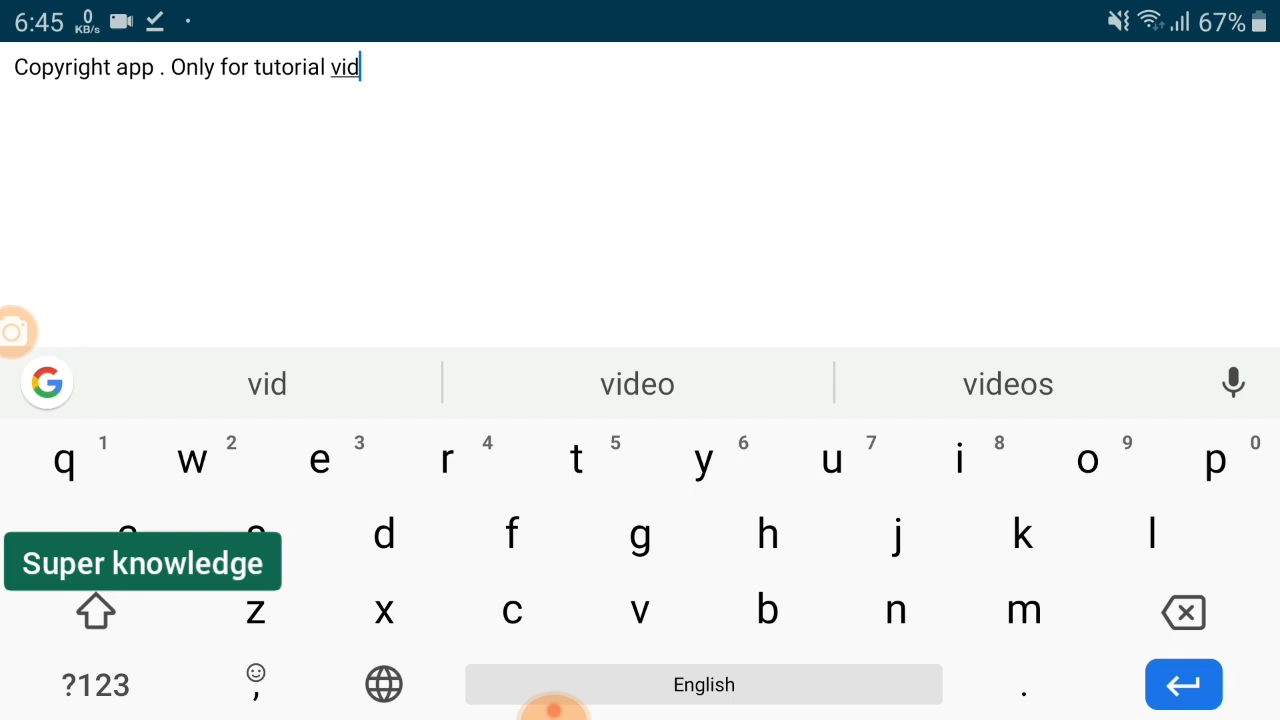 6:45 0 KB/s 67%
Copyright app . Only for tutorial vid
G vid video videos
q 1 w 2 e 3 r 4 t 5 y 6 u 7 i 8 o 9 p 0
d f g h j k l
Super knowledge
z x c v b n m
?123 , English .